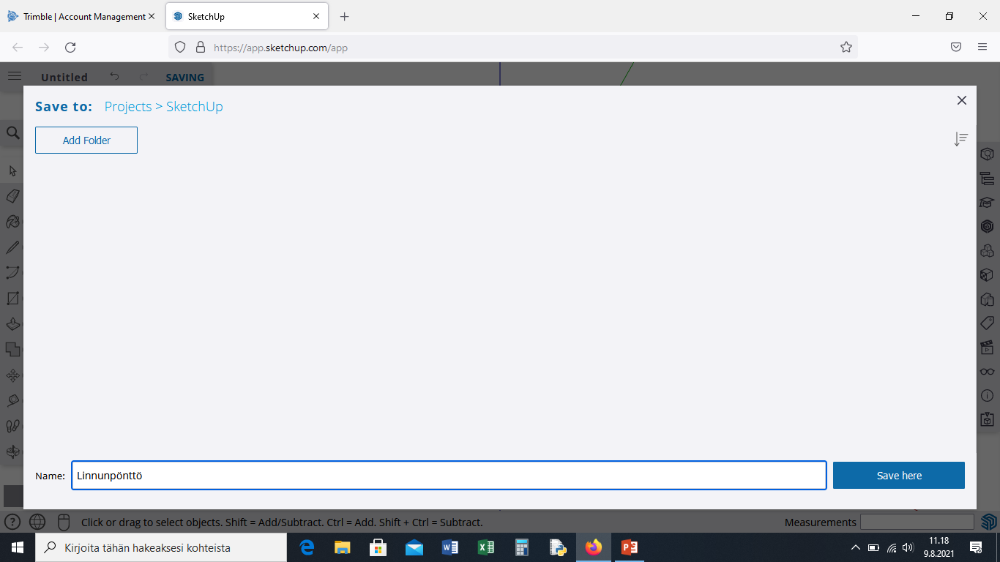 Trimble | Account Management
SketchUp
https://app.sketchup.com/app
Untitled
SAVING
Save to: Projects > SketchUp
Add Folder
Name: Linnunpönttö
Save here
Click or drag to select objects. Shift = Add/Subtract. Ctrl = Add. Shift + Ctrl = Subtract.
Measurements
Kirjoita tähän hakeaksesi kohteista
11.18
9.8.2021